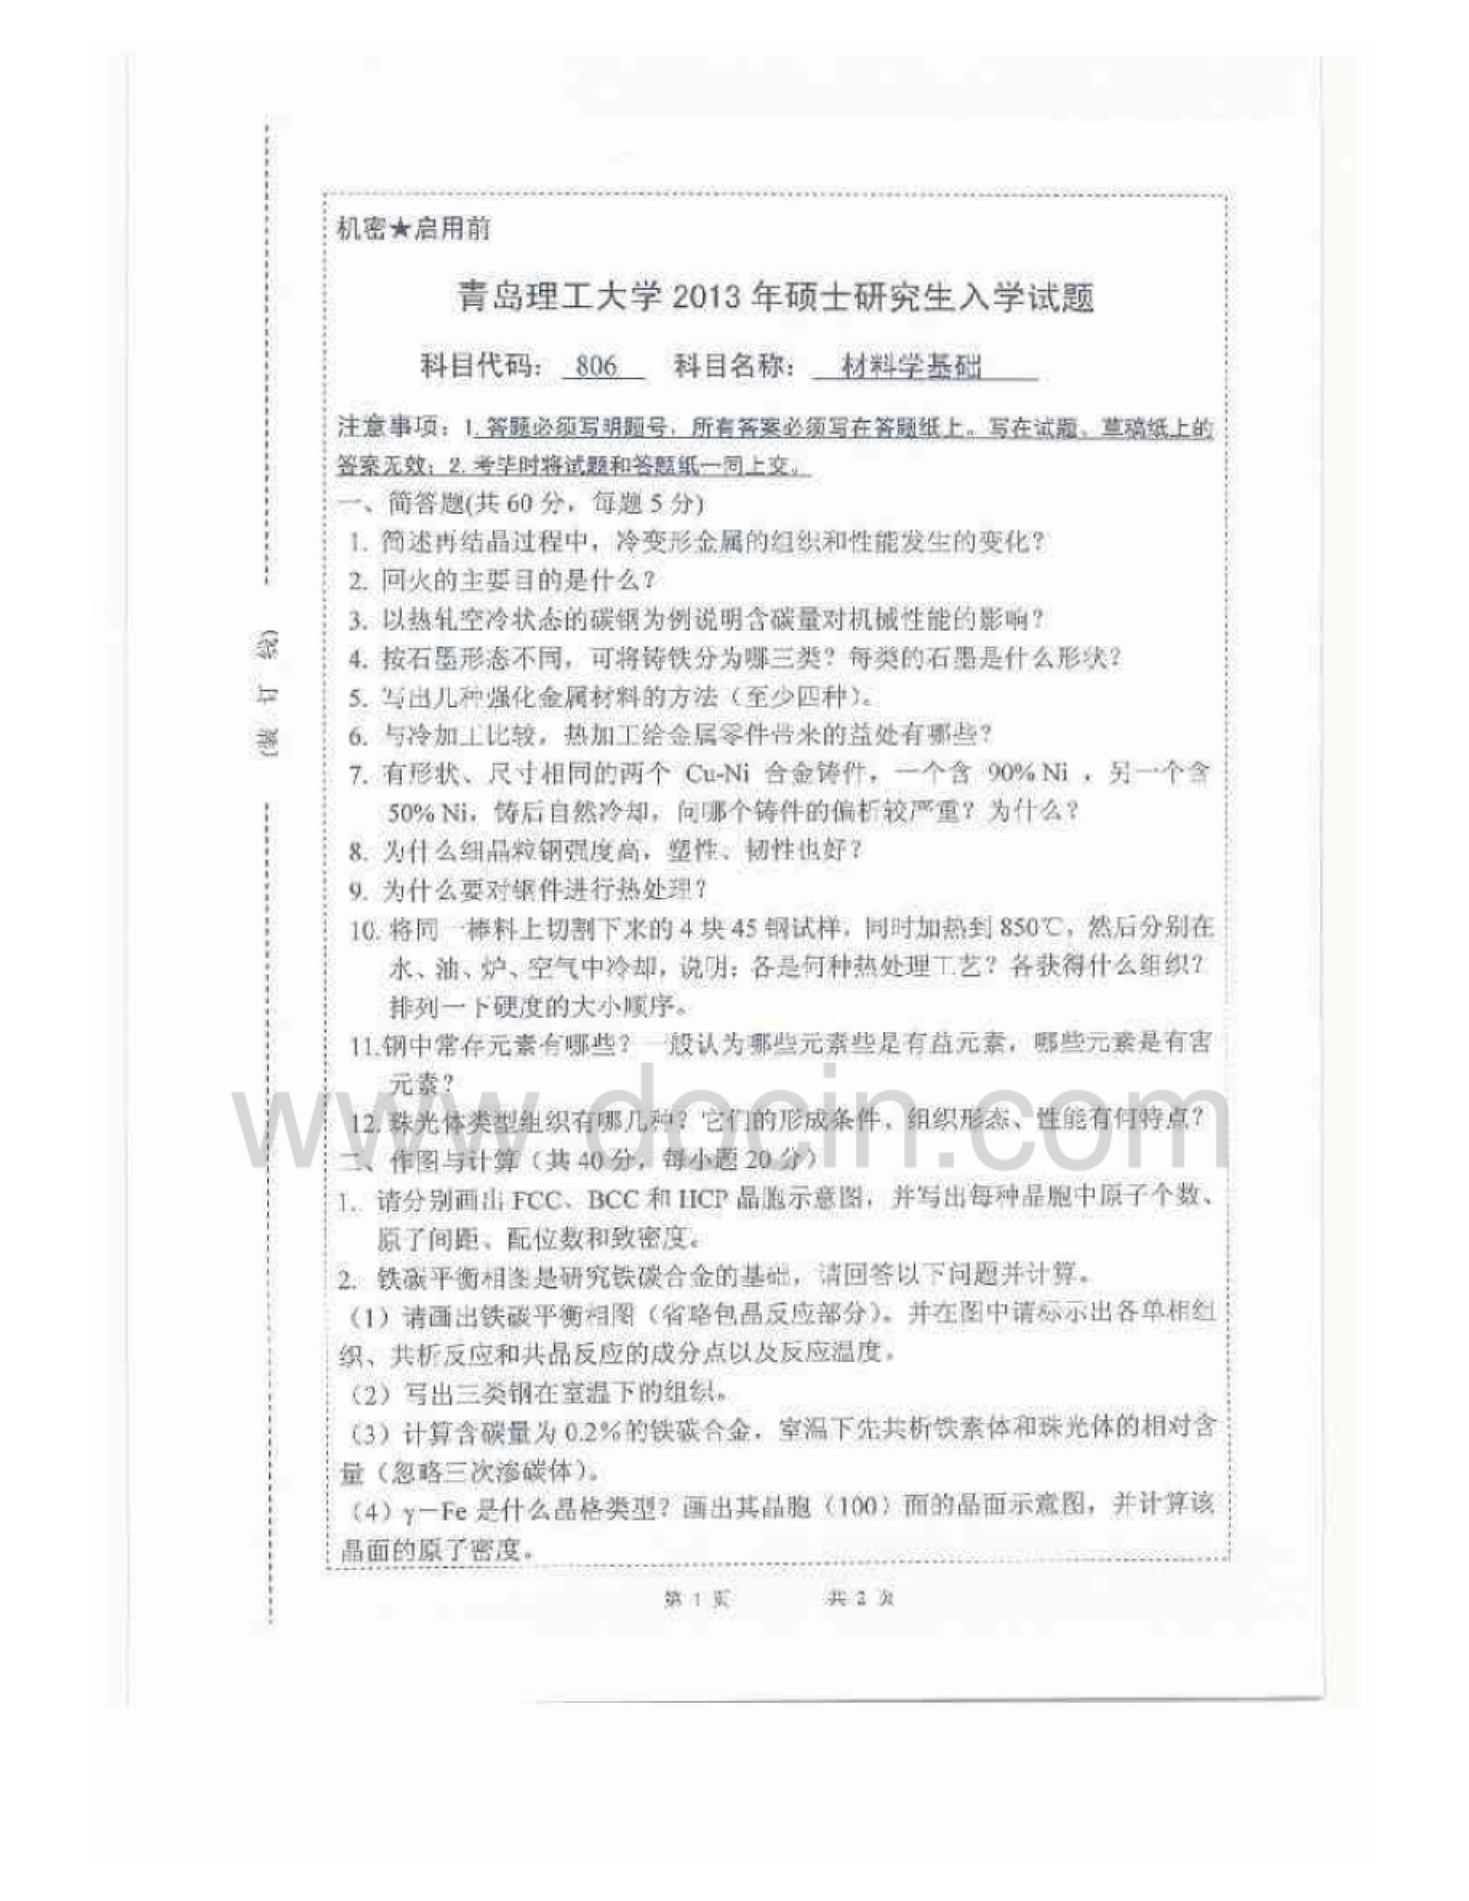 机密★启用前
青岛理工大学 2013 年硕士研究生入学试题
科目代码： 806 科目名称： 材料学基础
注意事项：1. 答题必须写明题号，所有答案必须写在答题纸上。写在试题、草稿纸上的
答案无效；2. 考毕时将试题和答题纸一同上交。
一、简答题(共 60 分，每题 5 分)
1. 简述再结晶过程中，冷变形金属的组织和性能发生的变化？
2. 回火的主要目的是什么？
3. 以热轧空冷状态的碳钢为例说明含碳量对机械性能的影响？
4. 按石墨形态不同，可将铸铁分为哪三类？每类的石墨是什么形状？
5. 写出几种强化金属材料的方法（至少四种）。
6. 与冷加工比较，热加工给金属零件带来的益处有哪些？
7. 有形状、尺寸相同的两个 Cu-Ni 合金铸件，一个含 90% Ni ，另一个含
50% Ni，铸后自然冷却，问哪个铸件的偏析较严重？为什么？
8. 为什么细晶粒钢强度高，塑性、韧性也好？
9. 为什么要对钢件进行热处理？
10. 将同一棒料上切割下来的 4 块 45 钢试样，同时加热到 850℃，然后分别在
水、油、炉、空气中冷却，说明：各是何种热处理工艺？各获得什么组织？
排列一下硬度的大小顺序。
11.钢中常存元素有哪些？一般认为哪些元素些是有益元素，哪些元素是有害
元素？
12. 珠光体类型组织有哪几种？它们的形成条件、组织形态、性能有何特点？
二、作图与计算（共 40 分，每小题 20 分）
1. 请分别画出 FCC、BCC 和 HCP 晶胞示意图，并写出每种晶胞中原子个数、
原子间距、配位数和致密度。
2. 铁碳平衡相图是研究铁碳合金的基础，请回答以下问题并计算。
（1）请画出铁碳平衡相图（省略包晶反应部分）。并在图中请标示出各单相组
织、共析反应和共晶反应的成分点以及反应温度。
（2）写出三类钢在室温下的组织。
（3）计算含碳量为 0.2%的铁碳合金，室温下先共析铁素体和珠光体的相对含
量（忽略三次渗碳体）。
（4）γ－Fe 是什么晶格类型？画出其晶胞（100）面的晶面示意图，并计算该
晶面的原子密度。
第 1 页 共 2 页
(装 订 线)
www.docin.com